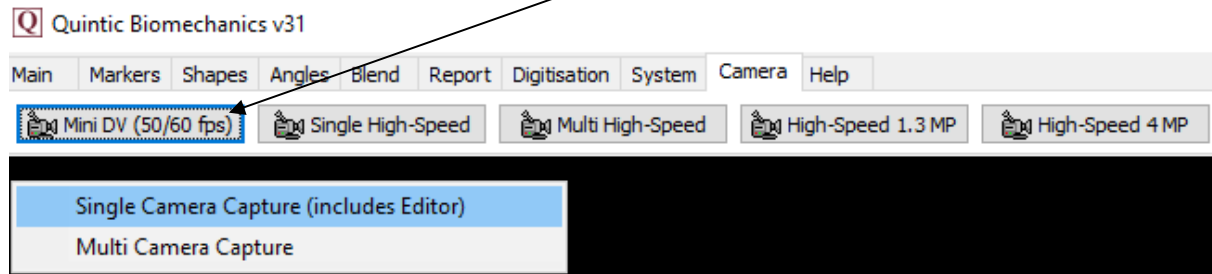 Q Quintic Biomechanics v31
Main Markers Shapes Angles Blend Report Digitisation System Camera Help
Mini DV (50/60 fps) Single High-Speed Multi High-Speed High-Speed 1.3 MP High-Speed 4 MP
Single Camera Capture (includes Editor)
Multi Camera Capture